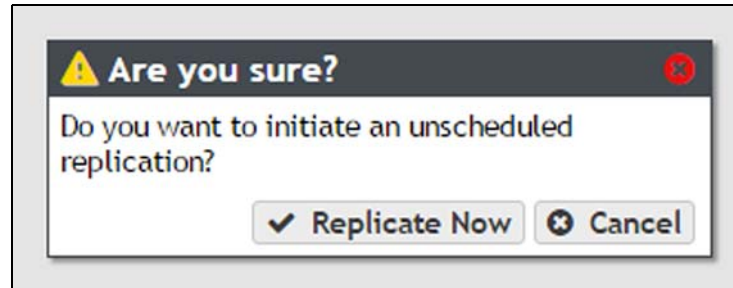 Are you sure?
Do you want to initiate an unscheduled
replication?
Replicate Now Cancel